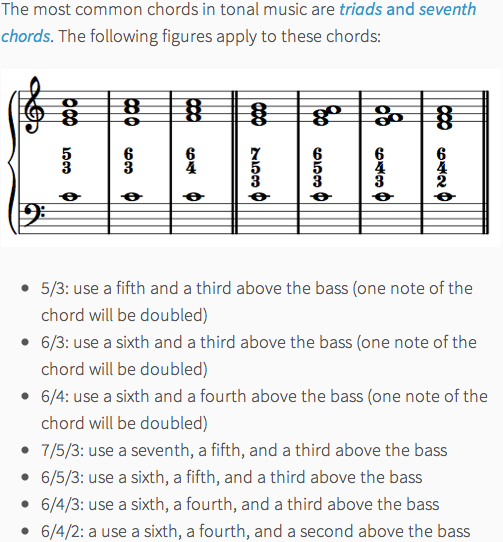 The most common chords in tonal music are triads and seventh
chords. The following figures apply to these chords:
5 6 6 7 6 6 6
3 3 4 5 5 4 4
3 3 3 2
• 5/3: use a fifth and a third above the bass (one note of the
chord will be doubled)
• 6/3: use a sixth and a third above the bass (one note of the
chord will be doubled)
• 6/4: use a sixth and a fourth above the bass (one note of the
chord will be doubled)
• 7/5/3: use a seventh, a fifth, and a third above the bass
• 6/5/3: use a sixth, a fifth, and a third above the bass
• 6/4/3: use a sixth, a fourth, and a third above the bass
• 6/4/2: a use a sixth, a fourth, and a second above the bass